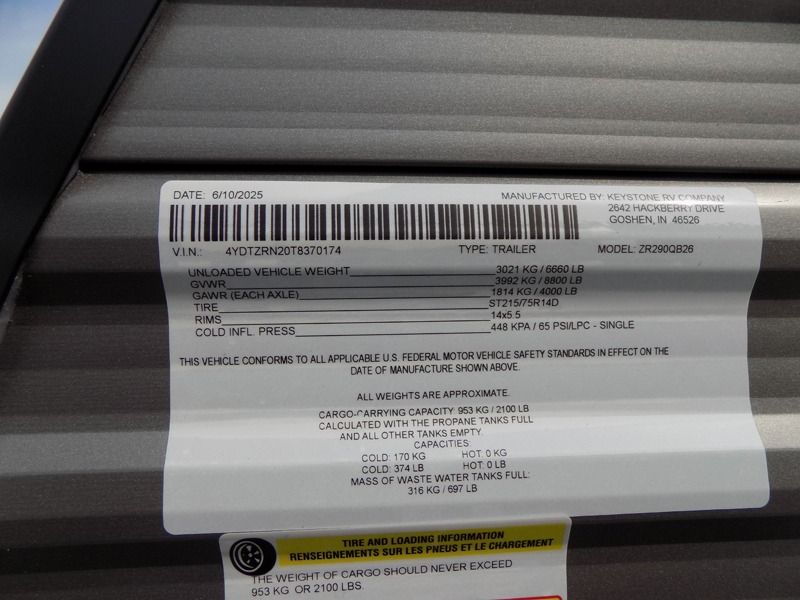 DATE: 6/10/2025
MANUFACTURED BY: KEYSTONE RV COMPANY
2642 HACKBERRY DRIVE
GOSHEN, IN 46526
V.I.N.: 4YDTZRN20T8370174 TYPE: TRAILER MODEL: ZR290QB26
UNLOADED VEHICLE WEIGHT 3021 KG / 6660 LB
GVWR 3992 KG / 8800 LB
GAWR (EACH AXLE) 1814 KG / 4000 LB
TIRE ST215/75R14D
RIMS 14x5.5
COLD INFL. PRESS 448 KPA / 65 PSI/LPC - SINGLE
THIS VEHICLE CONFORMS TO ALL APPLICABLE U.S. FEDERAL MOTOR VEHICLE SAFETY STANDARDS IN EFFECT ON THE
DATE OF MANUFACTURE SHOWN ABOVE.
ALL WEIGHTS ARE APPROXIMATE.
CARGO-CARRYING CAPACITY: 953 KG / 2100 LB
CALCULATED WITH THE PROPANE TANKS FULL
AND ALL OTHER TANKS EMPTY.
CAPACITIES:
COLD: 170 KG HOT: 0 KG
COLD: 374 LB HOT: 0 LB
MASS OF WASTE WATER TANKS FULL:
316 KG / 697 LB
TIRE AND LOADING INFORMATION
RENSEIGNEMENTS SUR LES PNEUS ET LE CHARGEMENT
THE WEIGHT OF CARGO SHOULD NEVER EXCEED
953 KG OR 2100 LBS.